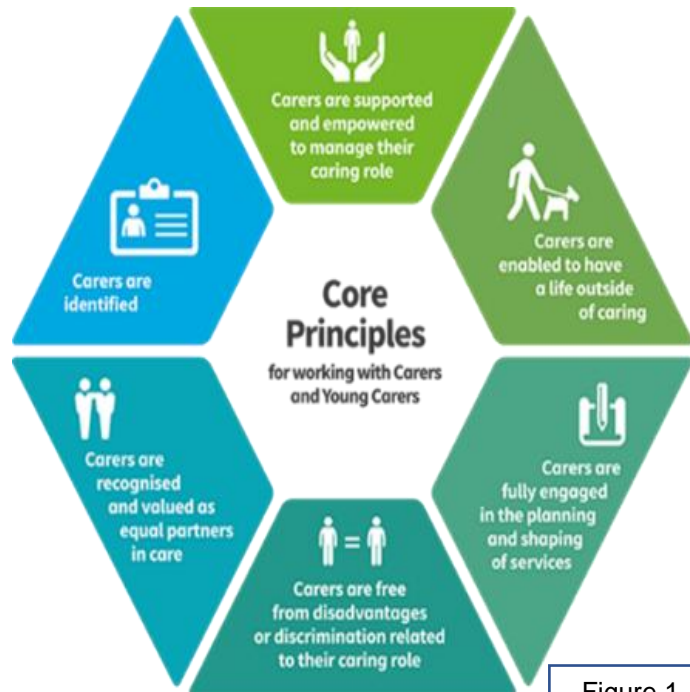 Carers are supported
and empowered
to manage their
caring role
Carers are
enabled to have
a life outside
of caring
Carers are
identified
Core
Principles
for working with Carers
and Young Carers
Carers are
recognised
and valued as
equal partners
in care
Carers are
fully engaged
in the planning
and shaping
of services
Carers are free
from disadvantages
or discrimination related
to their caring role
Figure 1